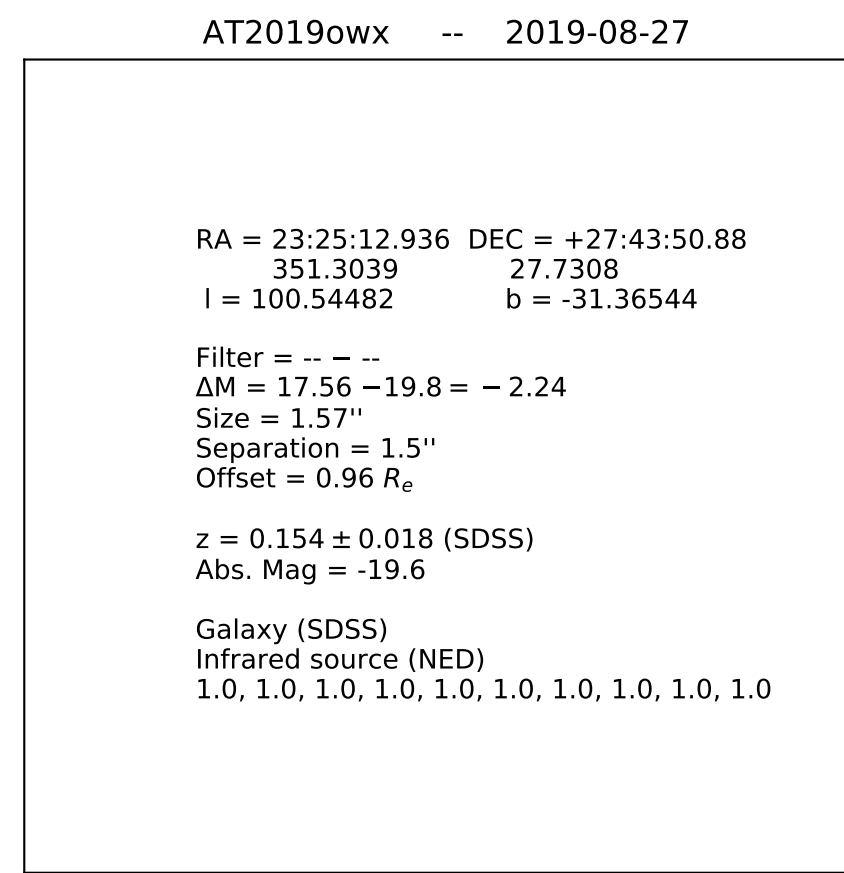 AT2019owx -- 2019-08-27
RA = 23:25:12.936 DEC = +27:43:50.88
351.3039 27.7308
l = 100.54482 b = -31.36544
Filter = -- − --
ΔM = 17.56 −19.8 = − 2.24
Size = 1.57''
Separation = 1.5''
Offset = 0.96 Rₑ
z = 0.154 ± 0.018 (SDSS)
Abs. Mag = -19.6
Galaxy (SDSS)
Infrared source (NED)
1.0, 1.0, 1.0, 1.0, 1.0, 1.0, 1.0, 1.0, 1.0, 1.0